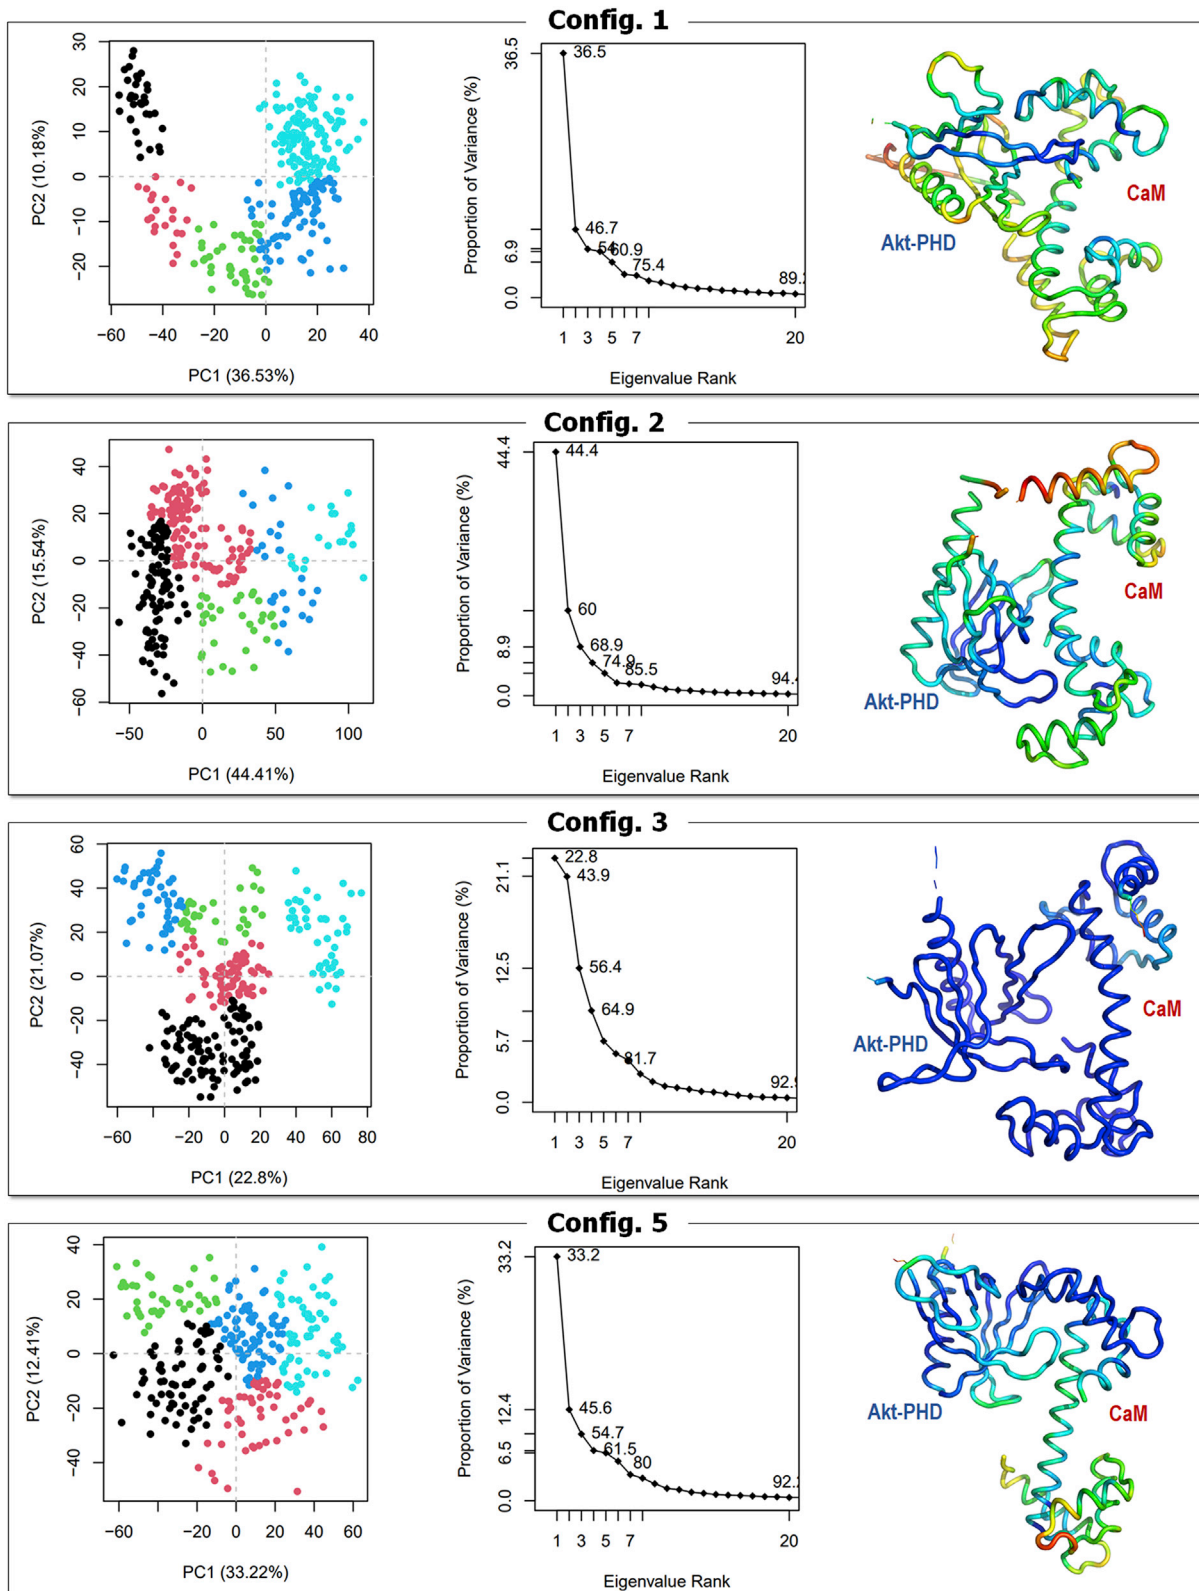 Config. 1
PC2 (10.18%)
30
20
10
0
−10
−20
−60 −40 −20 0 20 40
PC1 (36.53%)
Proportion of Variance (%)
36.5
6.9
0.0
36.5
46.7
60.9
75.4
1 3 5 7 20
Eigenvalue Rank
Akt-PHD
CaM
Config. 2
PC2 (15.54%)
40
20
0
−20
−40
−60
−50 0 50 100
PC1 (44.41%)
Proportion of Variance (%)
44.4
8.9
0.0
44.4
60
68.9
74.9
85.5
94.4
1 3 5 7 20
Eigenvalue Rank
Akt-PHD
CaM
Config. 3
PC2 (21.07%)
60
40
20
0
−20
−40
−60 −40 −20 0 20 40 60 80
PC1 (22.8%)
Proportion of Variance (%)
21.1
12.5
5.7
0.0
22.8
43.9
56.4
64.9
81.7
92.9
1 3 5 7 20
Eigenvalue Rank
Akt-PHD
CaM
Config. 5
PC2 (12.41%)
40
20
0
−20
−40
−60 −40 −20 0 20 40 60
PC1 (33.22%)
Proportion of Variance (%)
33.2
12.4
6.5
0.0
33.2
45.6
54.7
61.5
80
1 3 5 7 20
Eigenvalue Rank
Akt-PHD
CaM